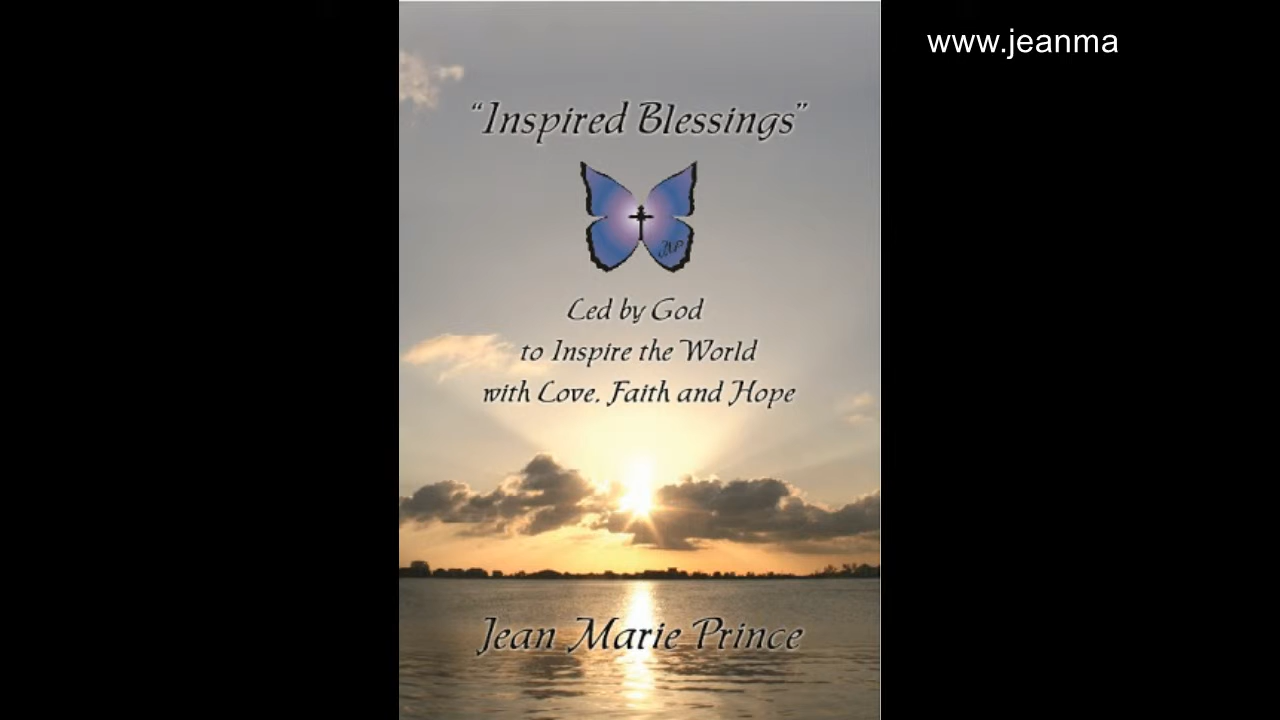 www.jeanma
“Inspired Blessings”
JMP
Led by God
to Inspire the World
with Love, Faith and Hope
Jean Marie Prince